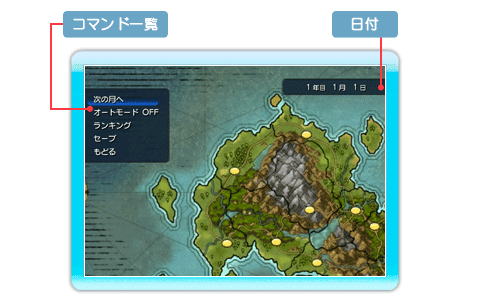 コマンド一覧
日付
1年目 1月 1日
次の月へ
オートモード OFF
ランキング
セーブ
もどる